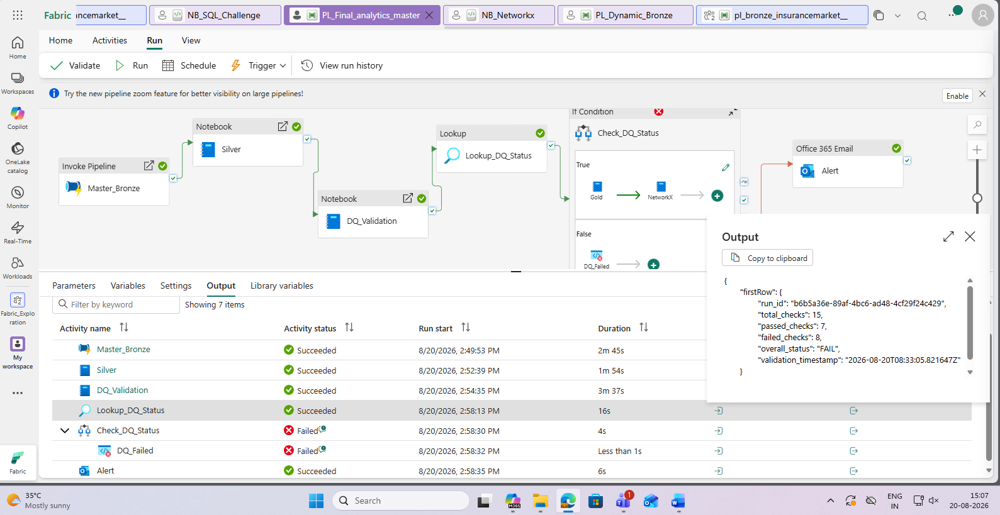 Fabric
ncemarket__
NB_SQL_Challenge
PL_Final_analytics_master
NB_Networkx
PL_Dynamic_Bronze
pl_bronze_insurancemarket__
Home
Activities
Run
View
Validate
Run
Schedule
Trigger
View run history
Try the new pipeline zoom feature for better visibility on large pipelines!
Enable
Home
Workspaces
Copilot
OneLake
catalog
Monitor
Real-Time
Workloads
Fabric_Explo
ration
My
workspace
Fabric
Invoke Pipeline
Master_Bronze
Notebook
Silver
Notebook
DQ_Validation
Lookup
Lookup_DQ_Status
If Condition
Check_DQ_Status
True
Gold
NetworkX
False
DQ_Failed
Office 365 Email
Alert
Output
Copy to clipboard
{
"firstRow": {
"run_id": "b6b5a36e-89af-4bc6-ad48-4cf29f24c429",
"total_checks": 15,
"passed_checks": 7,
"failed_checks": 8,
"overall_status": "FAIL",
"validation_timestamp": "2026-08-20T08:33:05.821647Z"
}
Parameters
Variables
Settings
Output
Library variables
Filter by keyword
Showing 7 items
Activity name Activity status Run start Duration
Master_Bronze Succeeded 8/20/2026, 2:49:53 PM 2m 45s
Silver Succeeded 8/20/2026, 2:52:39 PM 1m 54s
DQ_Validation Succeeded 8/20/2026, 2:54:35 PM 3m 37s
Lookup_DQ_Status Succeeded 8/20/2026, 2:58:13 PM 16s
Check_DQ_Status Failed 8/20/2026, 2:58:30 PM 4s
DQ_Failed Failed 8/20/2026, 2:58:32 PM Less than 1s
Alert Succeeded 8/20/2026, 2:58:35 PM 6s
35°C
Mostly sunny
Search
M365
1
ENG
IN
15:07
20-08-2026